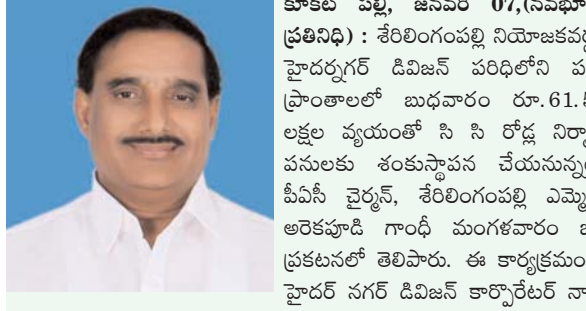 కూకట్ పల్లి, జనవరి 07,(నవభూ
ప్రతినిధి) : శేరిలింగంపల్లి నియోజకవర్గ
హైదర్నగర్ డివిజన్ పరిధిలోని
ప్రాంతాలలో బుధవారం రూ.61.5
లక్షల వ్యయంతో సి సి రోడ్ల
పనులకు శంకుస్థాపన చేయనున్న
పీఏసీ చైర్మన్, శేరిలింగంపల్లి
అరెకపూడి గాంధీ మంగళవారం
ప్రకటనలో తెలిపారు. ఈ కార్యక్రమం
హైదర్ నగర్ డివిజన్ కార్పొరేటర్